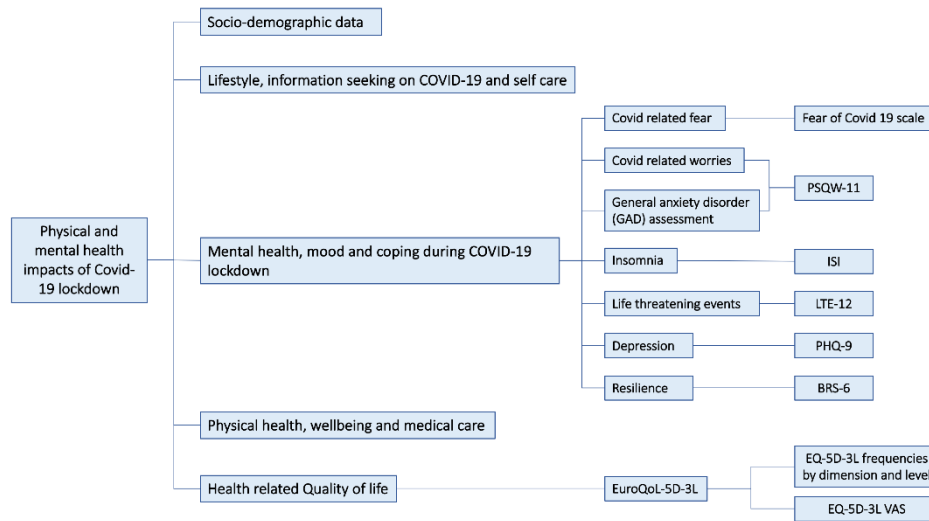 Socio-demographic data
Lifestyle, information seeking on COVID-19 and self care
Covid related fear
Fear of Covid 19 scale
Covid related worries
PSQW-11
General anxiety disorder
(GAD) assessment
Physical and
mental health
impacts of Covid-
19 lockdown
Mental health, mood and coping during COVID-19
lockdown
Insomnia
ISI
Life threatening events
LTE-12
Depression
PHQ-9
Resilience
BRS-6
Physical health, wellbeing and medical care
Health related Quality of life
EuroQoL-5D-3L
EQ-5D-3L frequencies
by dimension and level
EQ-5D-3L VAS